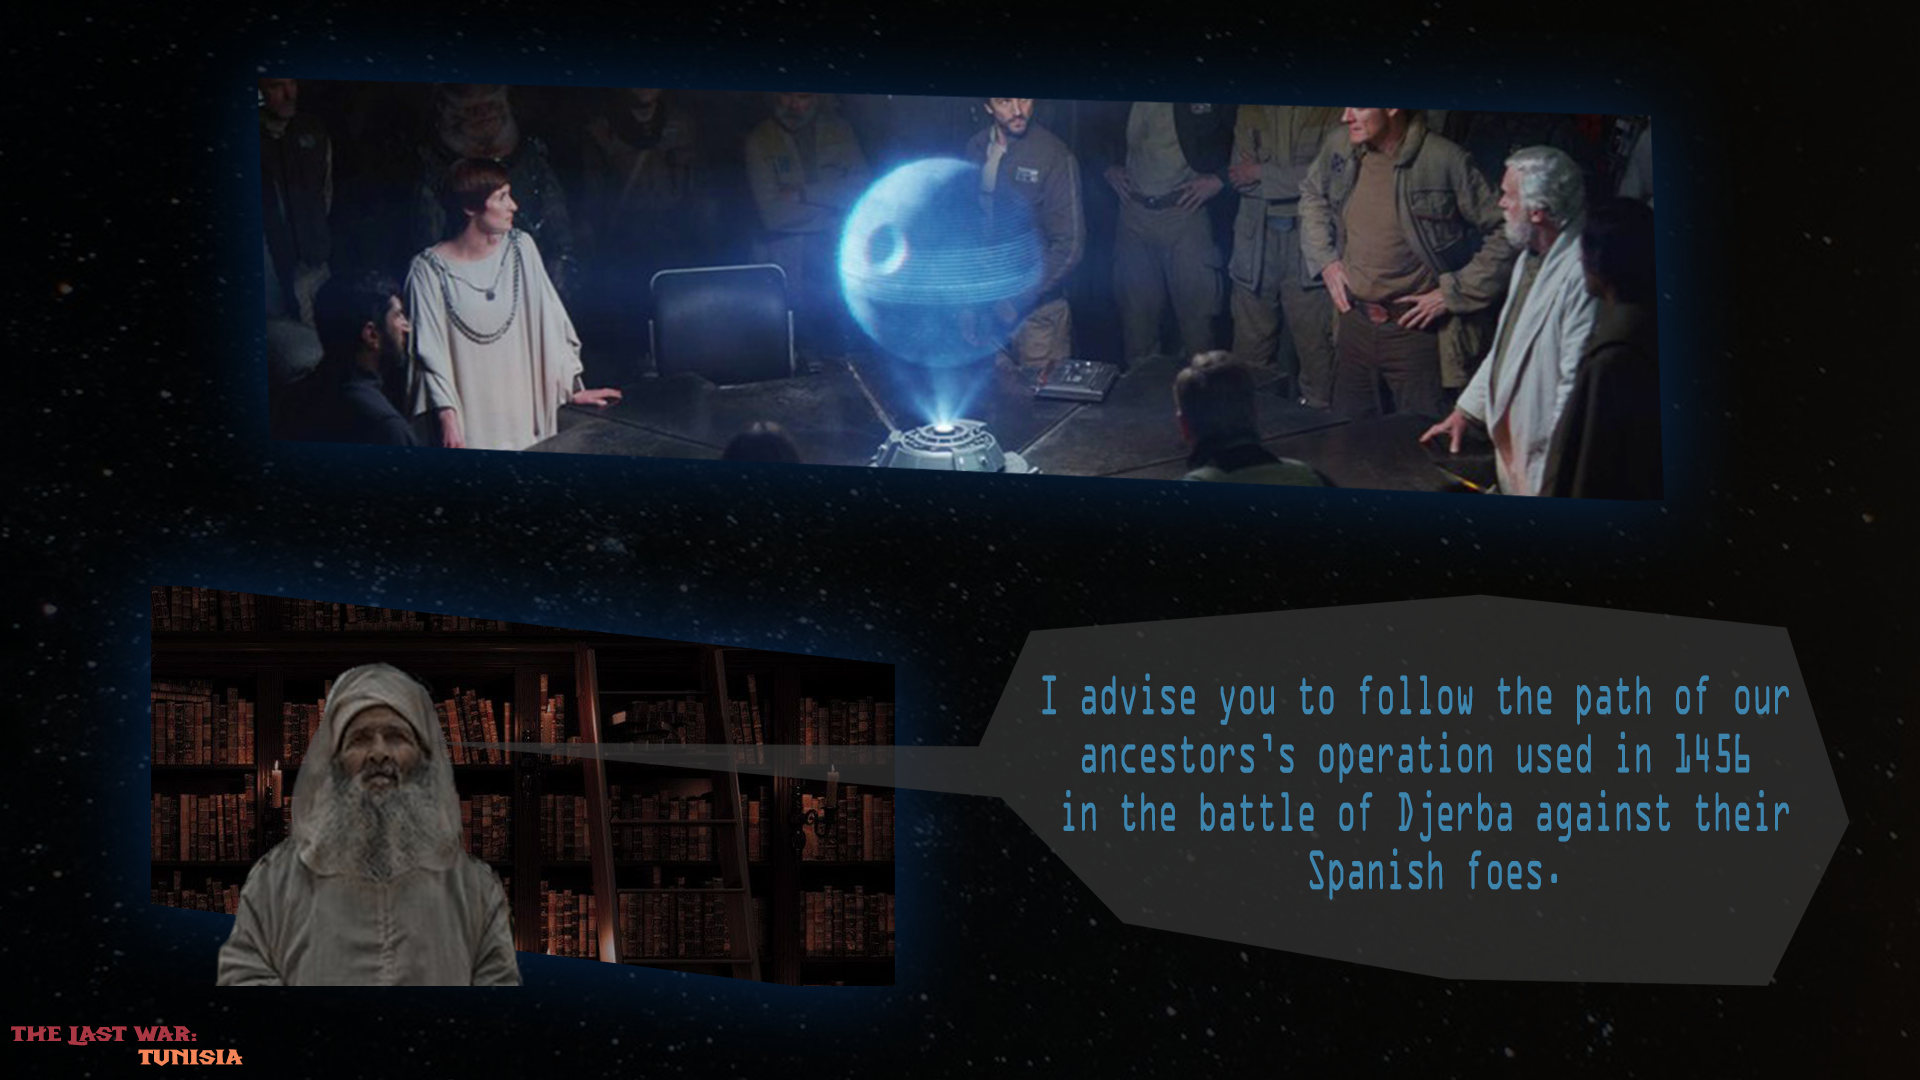 I advise you to follow the path of our
ancestors's operation used in 1456
in the battle of Djerba against their
Spanish foes.
THE LAST WAR:
TUNISIA